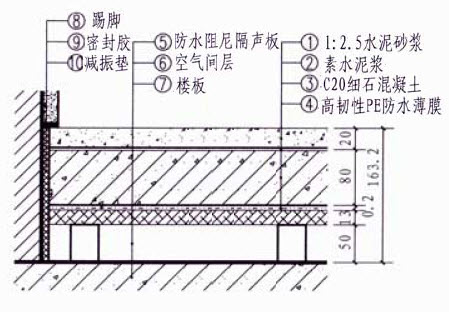 ⑧踢脚
⑨密封胶
⑩减振垫
⑤防水阻尼隔声板
⑥空气间层
⑦楼板
①1:2.5水泥砂浆
②素水泥浆
③C20细石混凝土
④高韧性PE防水薄膜
20
80
0.2
13
50
163.2